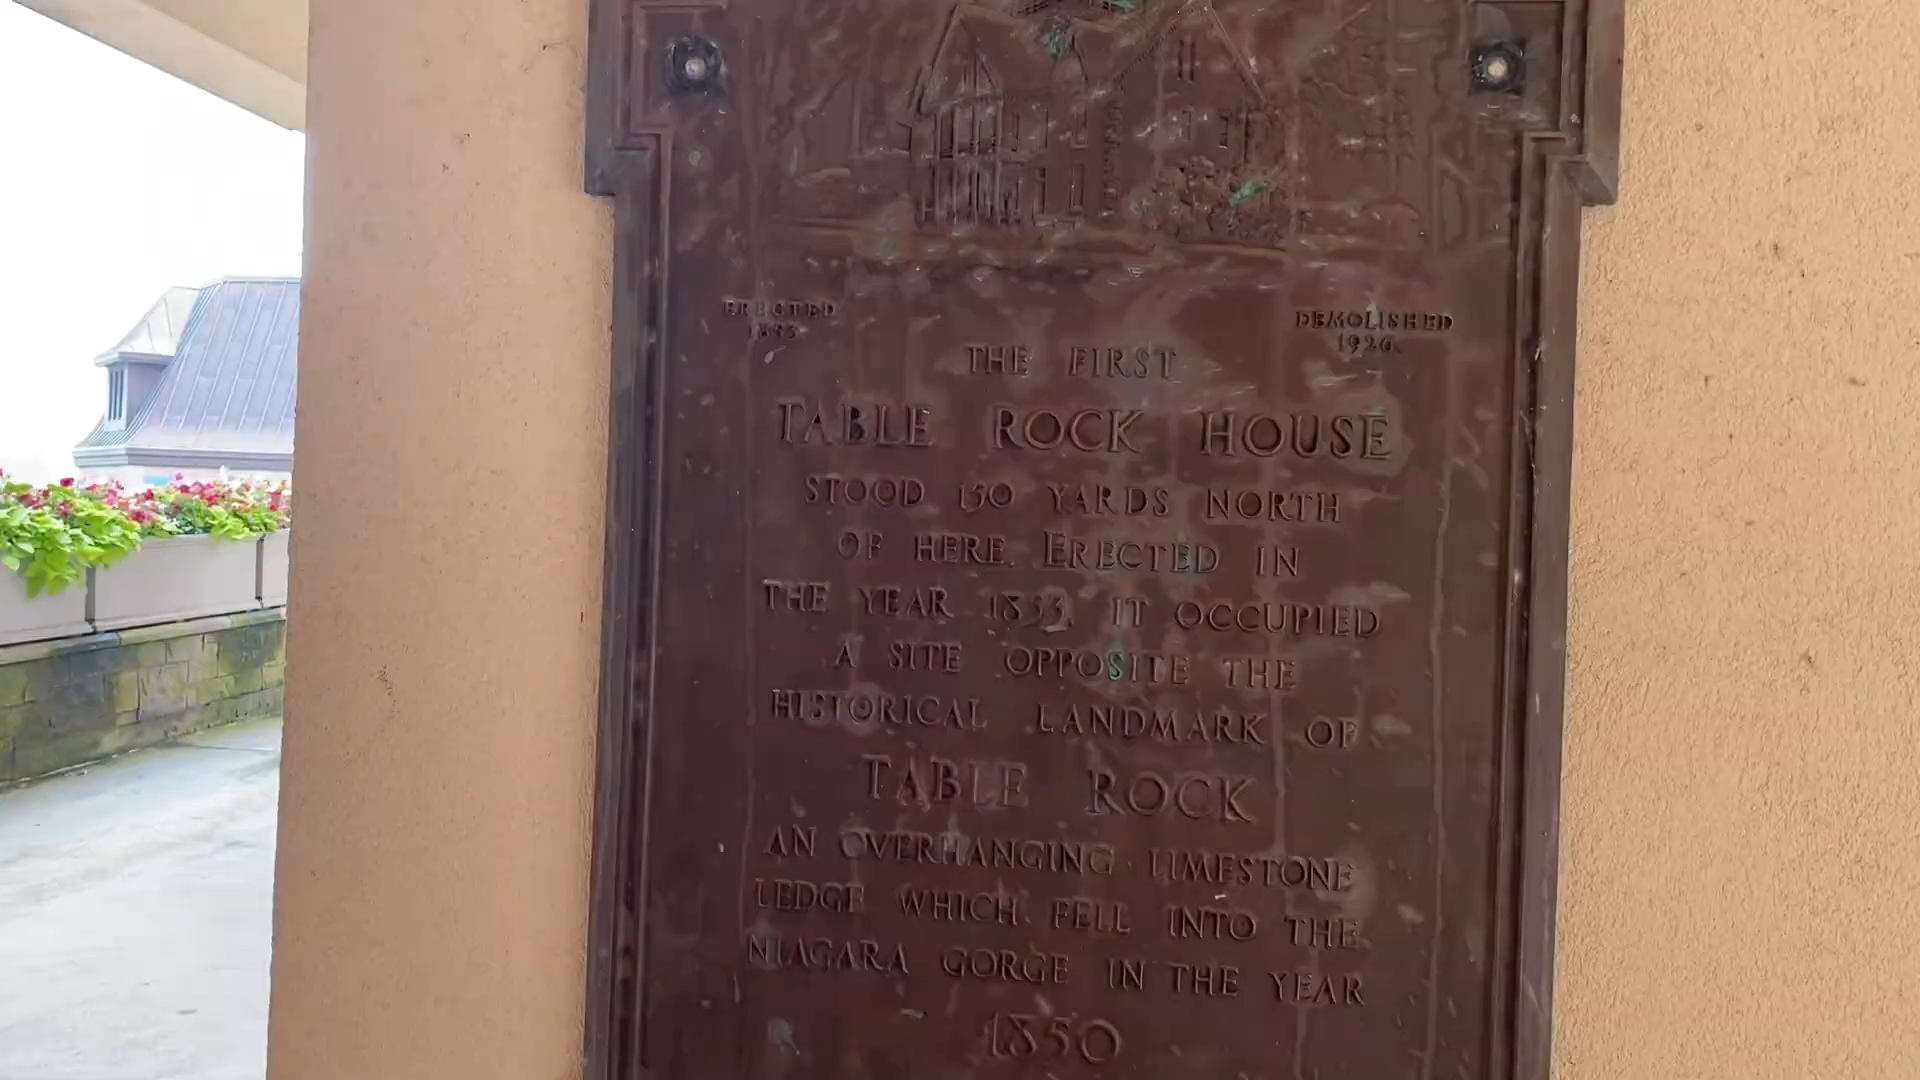 ERECTED
DEMOLISHED
1926.
THE FIRST
TABLE ROCK HOUSE
STOOD 150 YARDS NORTH
OF HERE. ERECTED IN
THE YEAR 1853, IT OCCUPIED
A SITE OPPOSITE THE
HISTORICAL LANDMARK OF
TABLE ROCK
AN OVERHANGING LIMESTONE
LEDGE WHICH FELL INTO THE
NIAGARA GORGE IN THE YEAR
1850